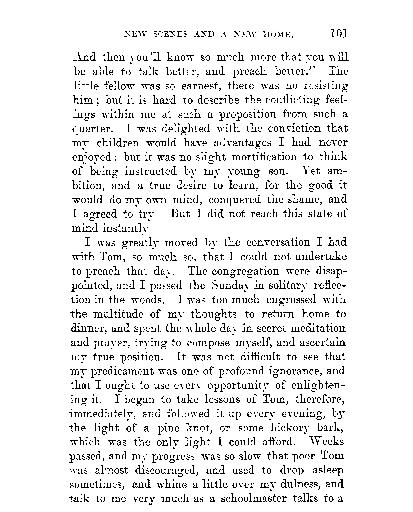 NEW SCENES AND A NEW HOME. 161
And then you'll know so much more that you will
be able to talk better, and preach better." The
little fellow was so earnest, there was no resisting
him; but it is hard to describe the conflicting feel-
ings within me at such a proposition from such a
quarter. I was delighted with the conviction that
my children would have advantages I had never
enjoyed; but it was no slight mortification to think
of being instructed by my young son. Yet am-
bition, and a true desire to learn, for the good it
would do my own mind, conquered the shame, and
I agreed to try. But I did not reach this state of
mind instantly.
I was greatly moved by the conversation I had
with Tom, so much so, that I could not undertake
to preach that day. The congregation were disap-
pointed, and I passed the Sunday in solitary reflec-
tion in the woods. I was too much engrossed with
the multitude of my thoughts to return home to
dinner, and spent the whole day in secret meditation
and prayer, trying to compose myself, and ascertain
my true position. It was not difficult to see that
my predicament was one of profound ignorance, and
that I ought to use every opportunity of enlighten-
ing it. I began to take lessons of Tom, therefore,
immediately, and followed it up every evening, by
the light of a pine knot, or some hickory bark,
which was the only light I could afford. Weeks
passed, and my progress was so slow that poor Tom
was almost discouraged, and used to drop asleep
sometimes, and whine a little over my dulness, and
talk to me very much as a schoolmaster talks to a